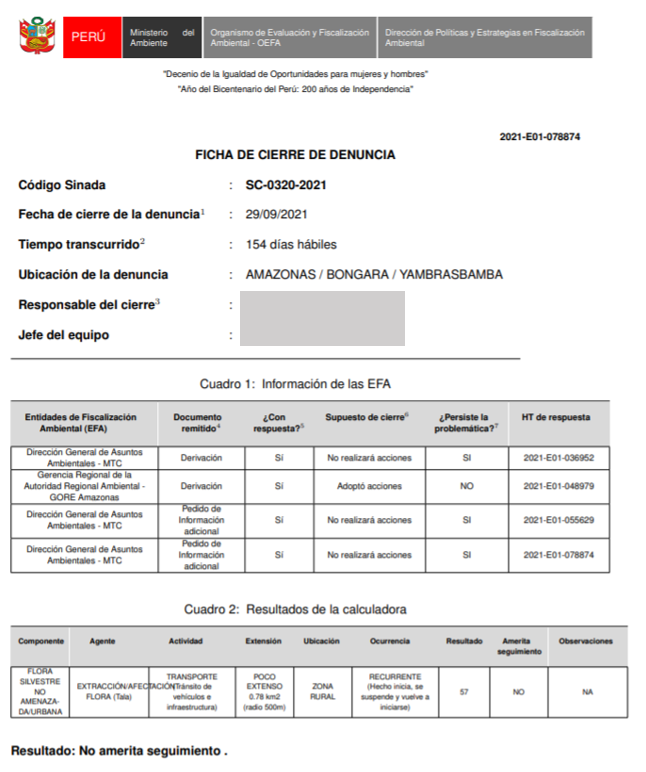 PERÚ
Ministerio del
Ambiente
Organismo de Evaluación y Fiscalización
Ambiental - OEFA
Dirección de Políticas y Estrategias en Fiscalización
Ambiental
"Decenio de la Igualdad de Oportunidades para mujeres y hombres"
"Año del Bicentenario del Perú: 200 años de Independencia"
2021-E01-078874
FICHA DE CIERRE DE DENUNCIA
Código Sinada : SC-0320-2021
Fecha de cierre de la denuncia¹ : 29/09/2021
Tiempo transcurrido² : 154 días hábiles
Ubicación de la denuncia : AMAZONAS / BONGARA / YAMBRASBAMBA
Responsable del cierre³ :
Jefe del equipo :
Cuadro 1: Información de las EFA
Entidades de Fiscalización Documento ¿Con Supuesto de cierre⁶ ¿Persiste la HT de respuesta
Ambiental (EFA) remitido⁴ respuesta?⁵ problemática?⁷
Dirección General de Asuntos
Ambientales - MTC Derivación Sí No realizará acciones SI 2021-E01-036952
Gerencia Regional de la
Autoridad Regional Ambiental - Derivación Sí Adoptó acciones NO 2021-E01-048979
GORE Amazonas
Pedido de
Dirección General de Asuntos Información Sí No realizará acciones SI 2021-E01-055629
Ambientales - MTC adicional
Pedido de
Dirección General de Asuntos Información Sí No realizará acciones SI 2021-E01-078874
Ambientales - MTC adicional
Cuadro 2: Resultados de la calculadora
Componente Agente Actividad Extensión Ubicación Ocurrencia Resultado Amerita Observaciones
seguimiento
FLORA
SILVESTRE TRANSPORTE POCO RECURRENTE
NO EXTRACCIÓN/AFECTACIÓN (Tránsito de EXTENSO ZONA (Hecho inicia, se 57 NO NA
AMENAZA- FLORA (Tala) vehículos e 0.78 km2 RURAL suspende y vuelve a
DA/URBANA infraestructura) (radio 500m) iniciarse)
Resultado: No amerita seguimiento .